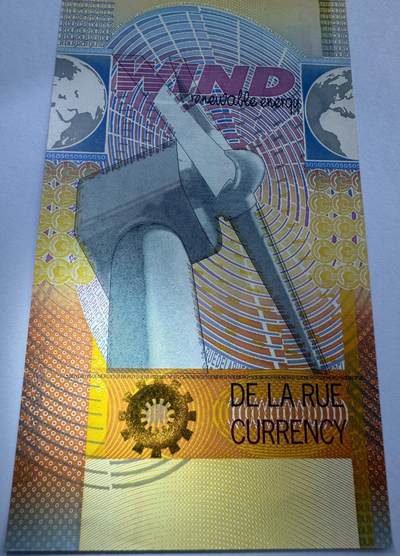 WIND
renewable energy
DE LA RUE
CURRENCY